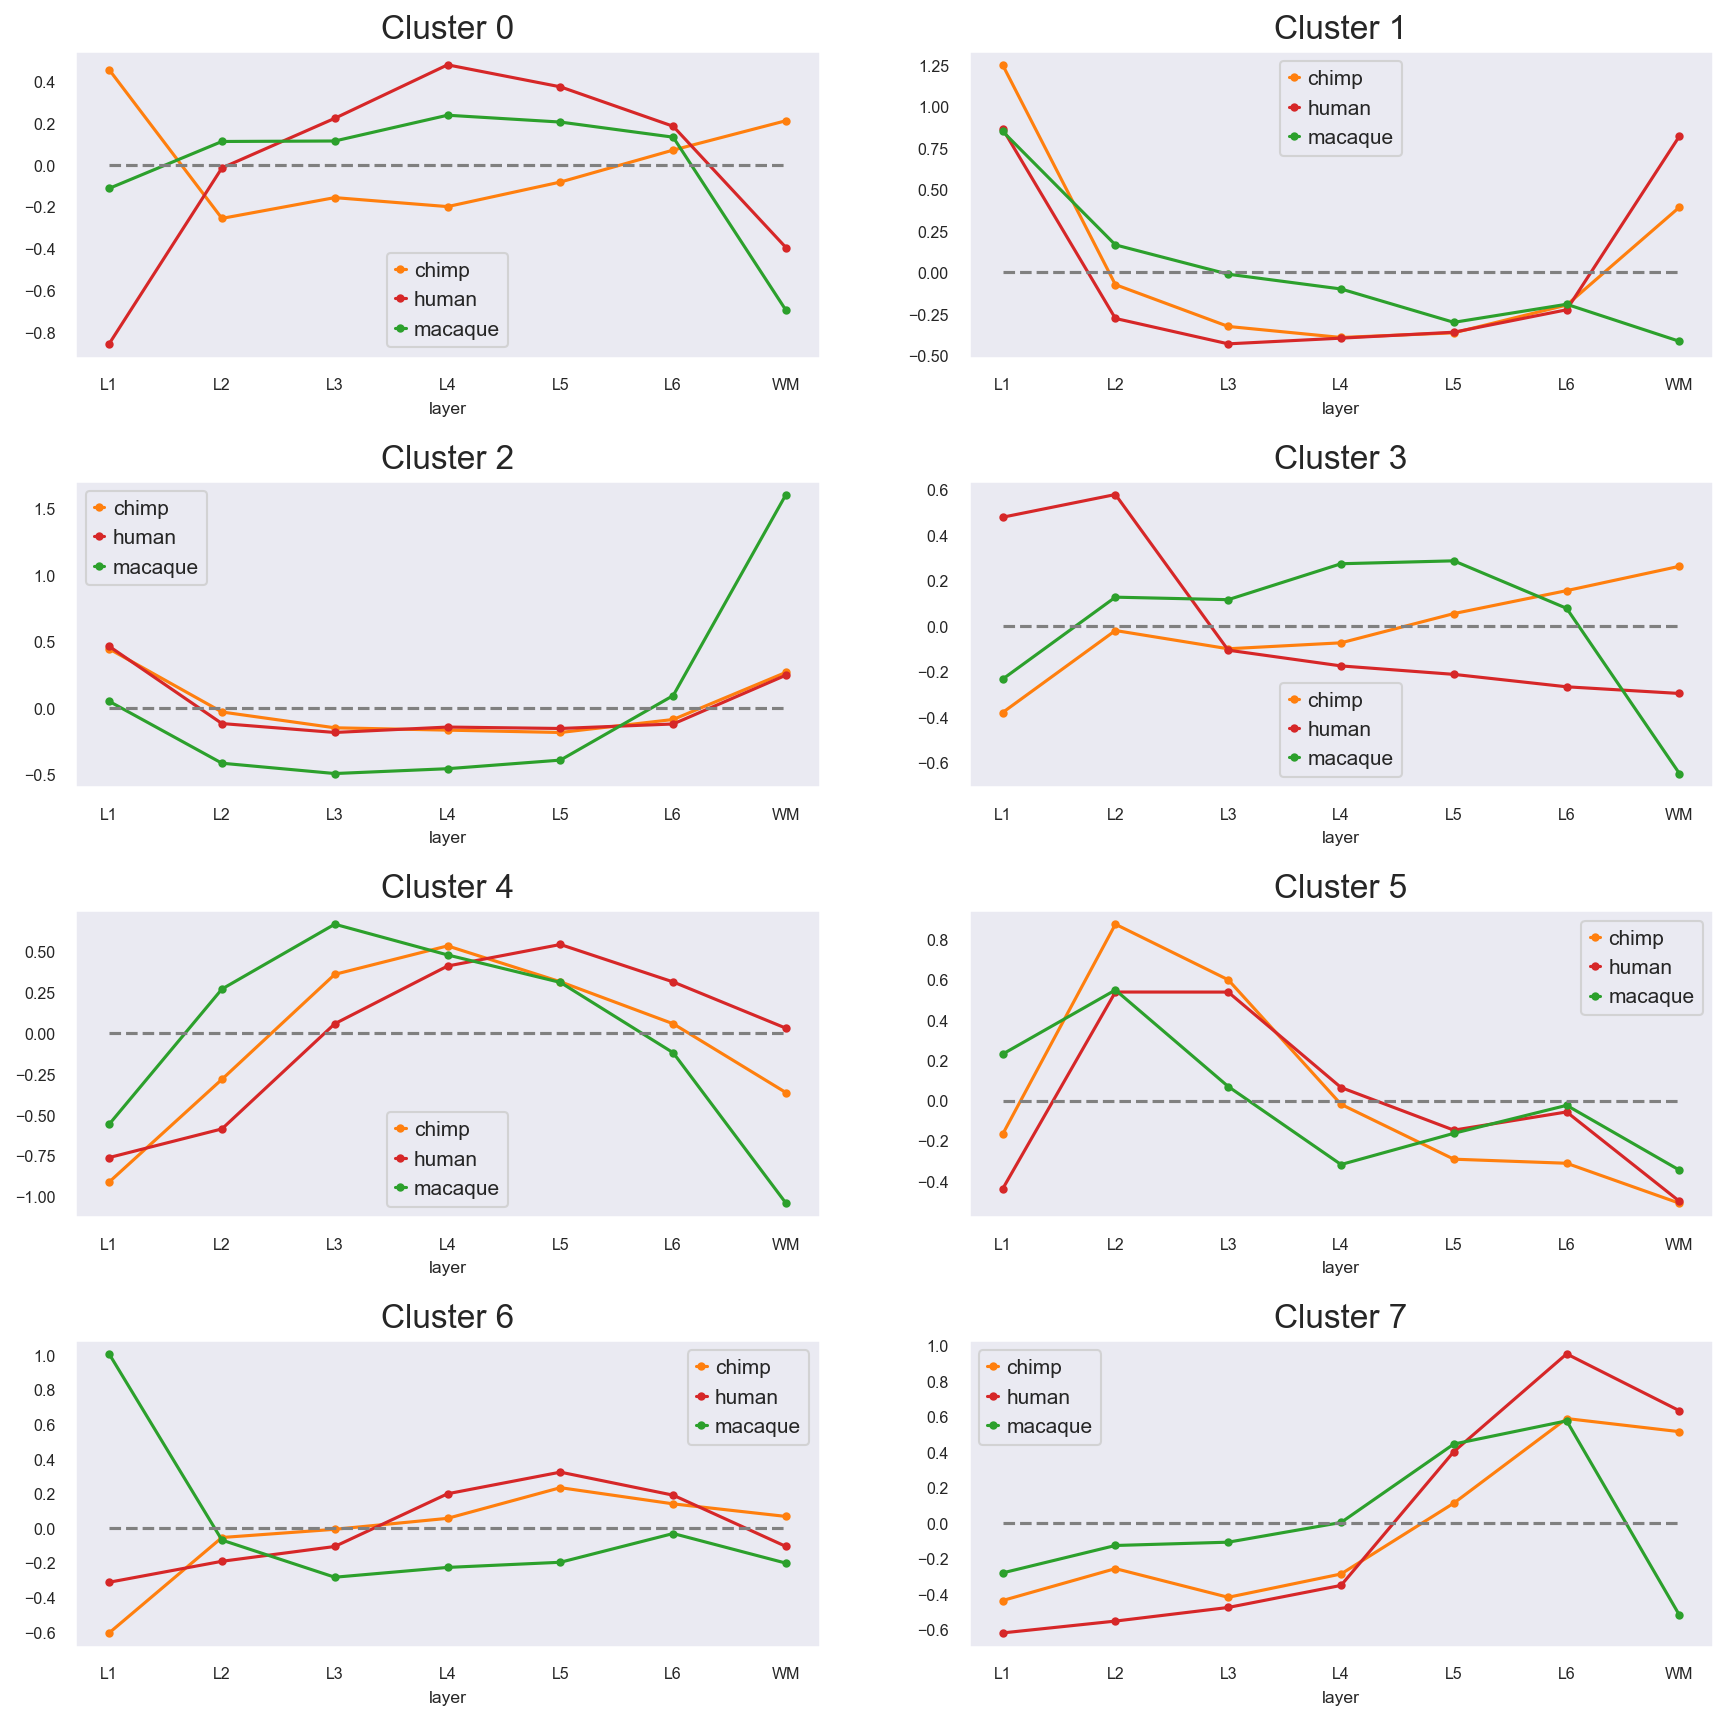 Cluster 0
0.4
0.2
0.0
−0.2
−0.4
−0.6
−0.8
chimp
human
macaque
L1 L2 L3 L4 L5 L6 WM
layer
Cluster 1
1.25
1.00
0.75
0.50
0.25
0.00
−0.25
−0.50
chimp
human
macaque
L1 L2 L3 L4 L5 L6 WM
layer
Cluster 2
1.5
1.0
0.5
0.0
−0.5
chimp
human
macaque
L1 L2 L3 L4 L5 L6 WM
layer
Cluster 3
0.6
0.4
0.2
0.0
−0.2
−0.4
−0.6
chimp
human
macaque
L1 L2 L3 L4 L5 L6 WM
layer
Cluster 4
0.50
0.25
0.00
−0.25
−0.50
−0.75
−1.00
chimp
human
macaque
L1 L2 L3 L4 L5 L6 WM
layer
Cluster 5
0.8
0.6
0.4
0.2
0.0
−0.2
−0.4
chimp
human
macaque
L1 L2 L3 L4 L5 L6 WM
layer
Cluster 6
1.0
0.8
0.6
0.4
0.2
0.0
−0.2
−0.4
−0.6
chimp
human
macaque
L1 L2 L3 L4 L5 L6 WM
layer
Cluster 7
1.0
0.8
0.6
0.4
0.2
0.0
−0.2
−0.4
−0.6
chimp
human
macaque
L1 L2 L3 L4 L5 L6 WM
layer